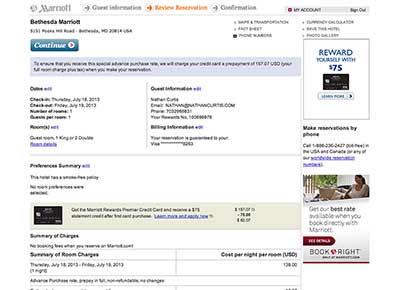 Marriott
Guest information
Review Reservation
Confirmation
MY ACCOUNT
Sign Out
Bethesda Marriott
5151 Pooks Hill Road - Bethesda, MD 20814 USA
Continue
MAPS & TRANSPORTATION
FACT SHEET
PHONE NUMBERS
CURRENCY CALCULATOR
SAVE THIS HOTEL
PHOTO GALLERY
To ensure that you receive this special advance purchase rate, we will charge your credit card a prepayment of 157.07 USD (your
full room charge plus tax) when you make your reservation.
Dates edit
Check-in: Thursday, July 18, 2013
Check-out: Friday, July 19, 2013
Number of rooms: 1
Guests per room: 1
Guest Information edit
Nathan Curtis
Email: NATHAN@NATHANCURTIS.COM
Your Rewards No.
Room(s) edit
Guest room, 1 King or 2 Double
Room details
Billing Information edit
Your reservation is guaranteed to your:
Visa
Preferences Summary edit
This hotel has a smoke-free policy
No room preferences were
selected.
Get the Marriott Rewards Premier Credit Card and receive a $75
statement credit after first card purchase. Learn more and apply now
$ 157.07
- 75.00
$ 82.07
Summary of Charges
No booking fees when you reserve on Marriott.com!
Summary of Room Charges
Cost per night per room (USD)
Thursday, July 18, 2013 - Friday, July 19, 2013
(1 night)
139.00
Advance Purchase rate, prepay in full, non-refundable, no changes
REWARD
YOURSELF WITH
$75
LEARN MORE
Make reservations by
phone
Call 1-888-236-2427 (toll-free) in
the USA and Canada (or any of
our worldwide reservation
numbers).
Get our best rate
available when you
book directly with
Marriott.
SEE DETAILS
BOOK RIGHT